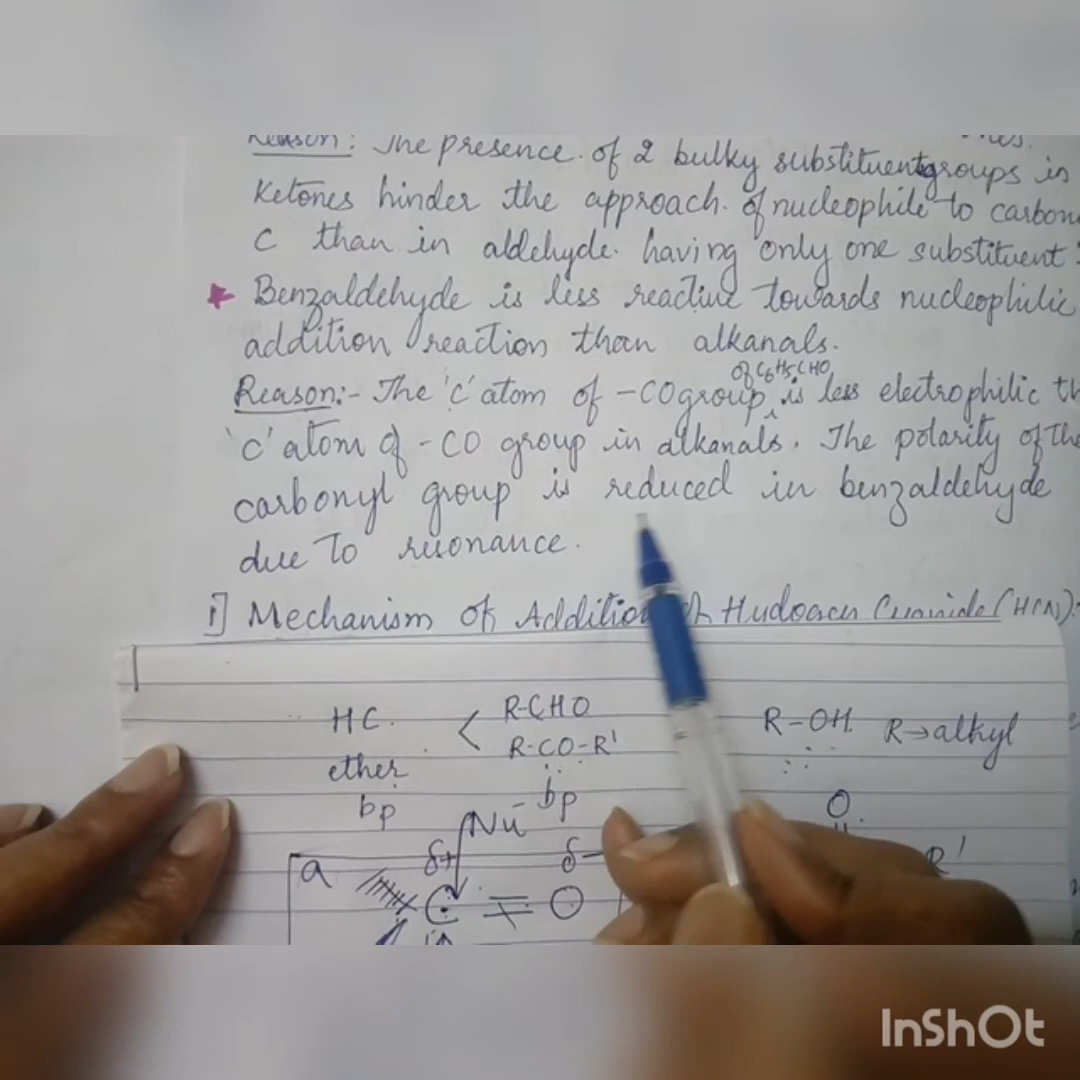 Reason: The presence of 2 bulky substituent groups in
Ketones hinder the approach of nucleophile to
C than in aldehyde having only one substituent
Benzaldehyde is less reactive towards nucleophilic
addition reaction than alkanals.
of C6H5CHO
Reason:- The 'C' atom of -CO group ^ is less electrophilic
'C' atom of -CO group in alkanals. The polarity of the
carbonyl group is reduced in benzaldehyde
due to resonance.
1] Mechanism of Addition of (HCN):
HC. < R-CHO R-OH R→alkyl
R-CO-R'
ether
bp bp O
Nu- R'
a δ+ δ-
C = O
InShOt